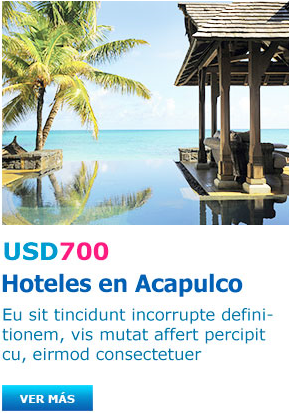 USD700
Hoteles en Acapulco
Eu sit tincidunt incorrupte defini-
tionem, vis mutat affert percipit
cu, eirmod consectetuer
VER MÁS